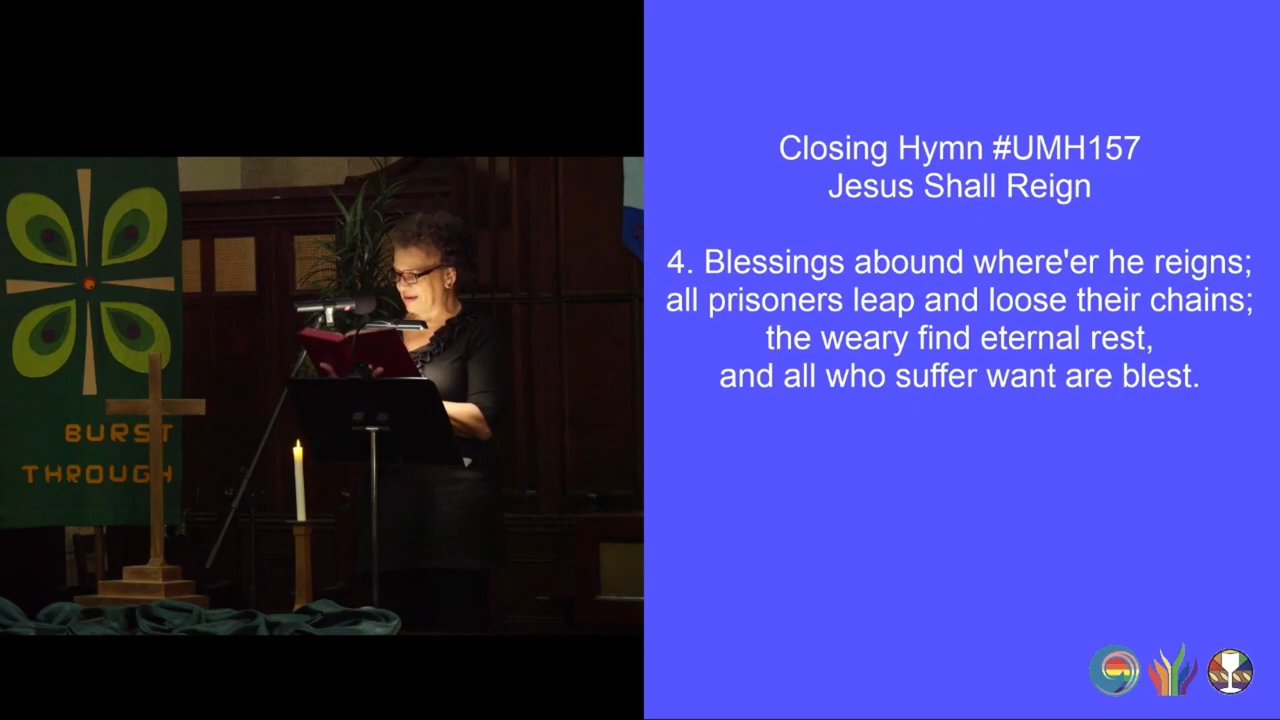 BURST
THROUGH
Closing Hymn #UMH157
Jesus Shall Reign
4. Blessings abound where'er he reigns;
all prisoners leap and loose their chains;
the weary find eternal rest,
and all who suffer want are blest.